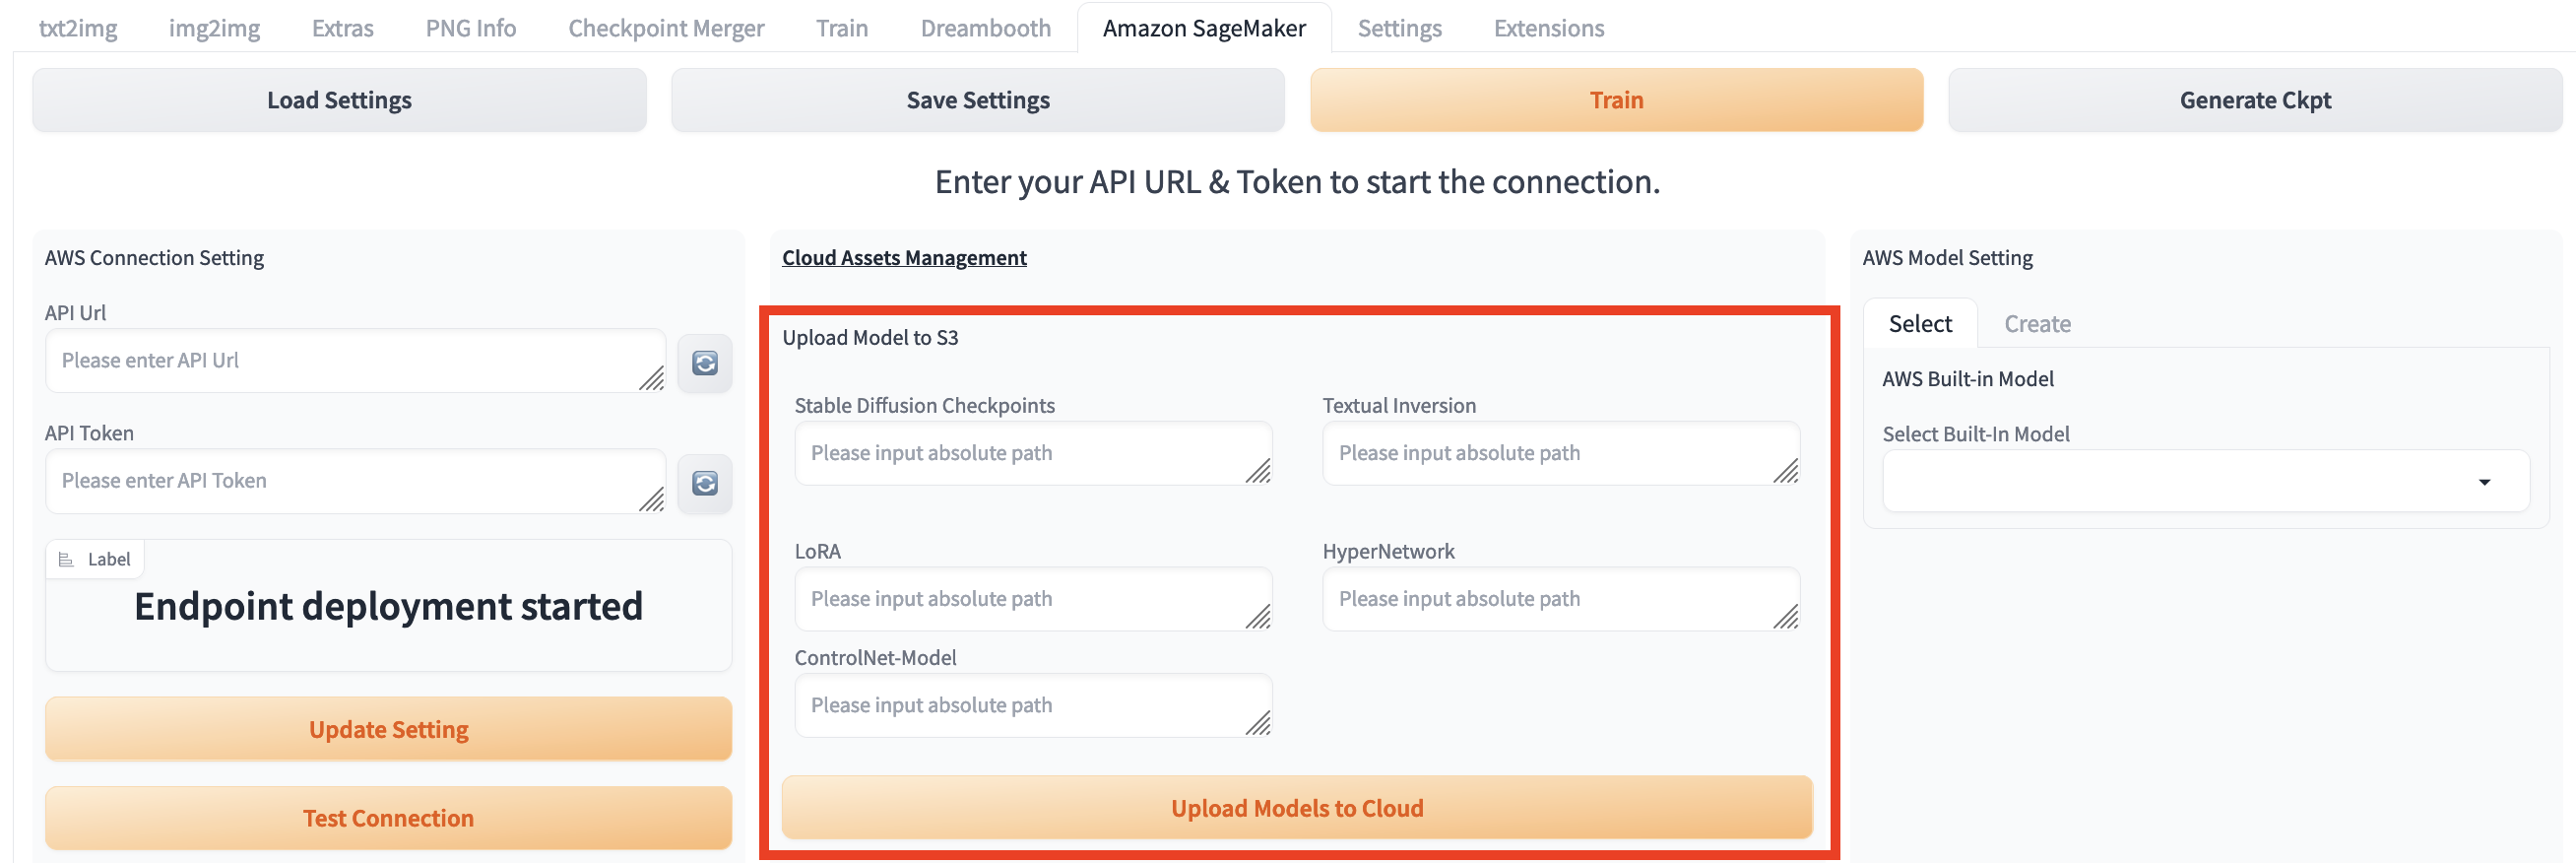 txt2img img2img Extras PNG Info Checkpoint Merger Train Dreambooth Amazon SageMaker Settings Extensions
Load Settings Save Settings Train Generate Ckpt
Enter your API URL & Token to start the connection.
AWS Connection Setting
API Url
Please enter API Url
API Token
Please enter API Token
Label
Endpoint deployment started
Update Setting
Test Connection
Cloud Assets Management
Upload Model to S3
Stable Diffusion Checkpoints
Please input absolute path
Textual Inversion
Please input absolute path
LoRA
Please input absolute path
HyperNetwork
Please input absolute path
ControlNet-Model
Please input absolute path
Upload Models to Cloud
AWS Model Setting
Select Create
AWS Built-in Model
Select Built-In Model